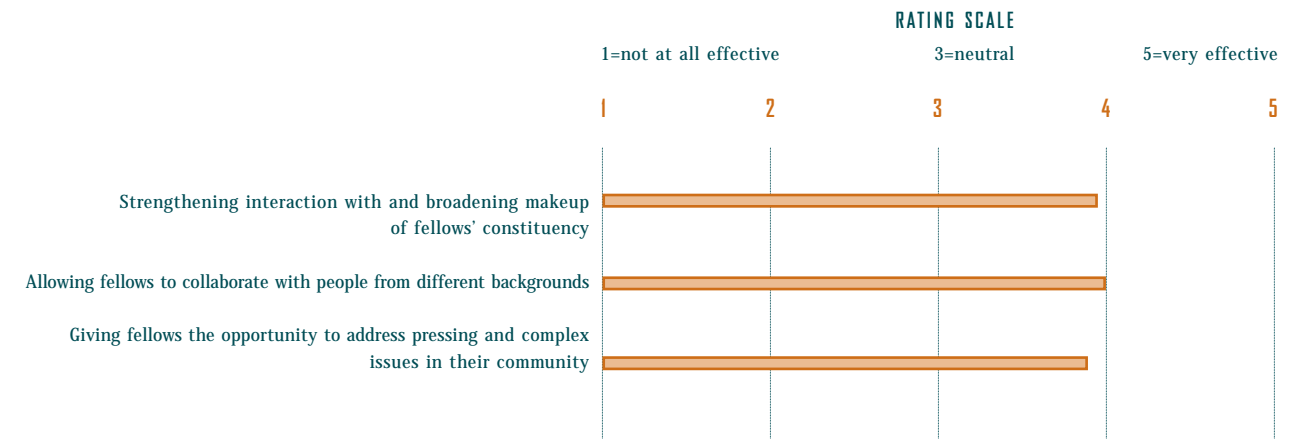 RATING SCALE
1=not at all effective 3=neutral 5=very effective
1 2 3 4 5
Strengthening interaction with and broadening makeup
of fellows’ constituency
Allowing fellows to collaborate with people from different backgrounds
Giving fellows the opportunity to address pressing and complex
issues in their community